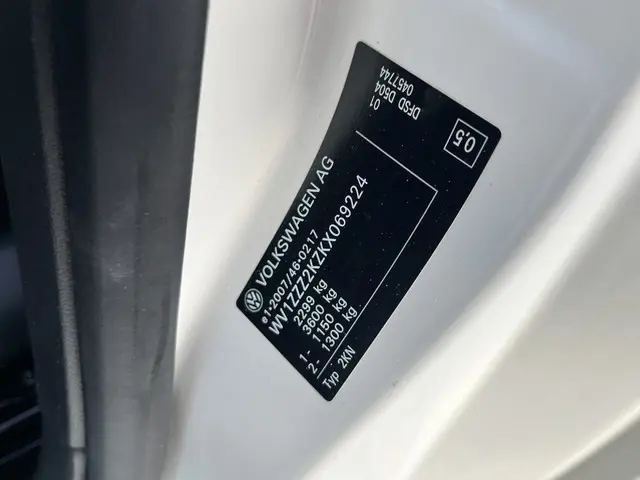 VOLKSWAGEN AG
e1*2007/46*0217
WV1ZZZ2KZKX069224
2299 kg
3600 kg
1- 1150 kg
2- 1300 kg
Typ 2KN
01
DFSD D504
0457744
0.5